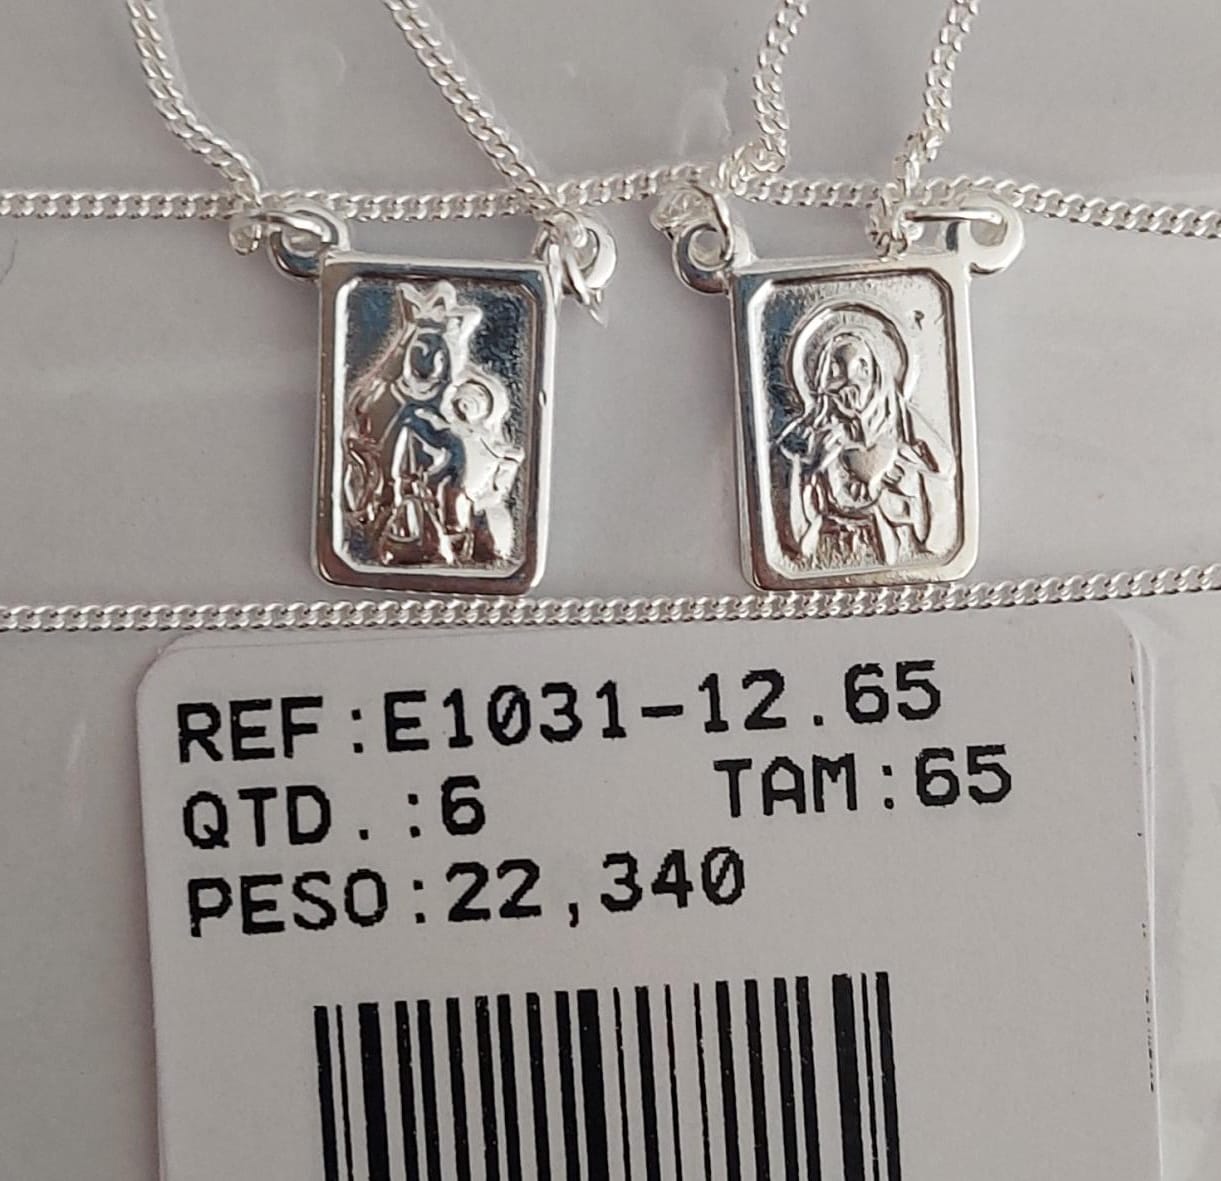 R
REF:E1031-12.65
QTD.:6 TAM:65
PESO:22,340